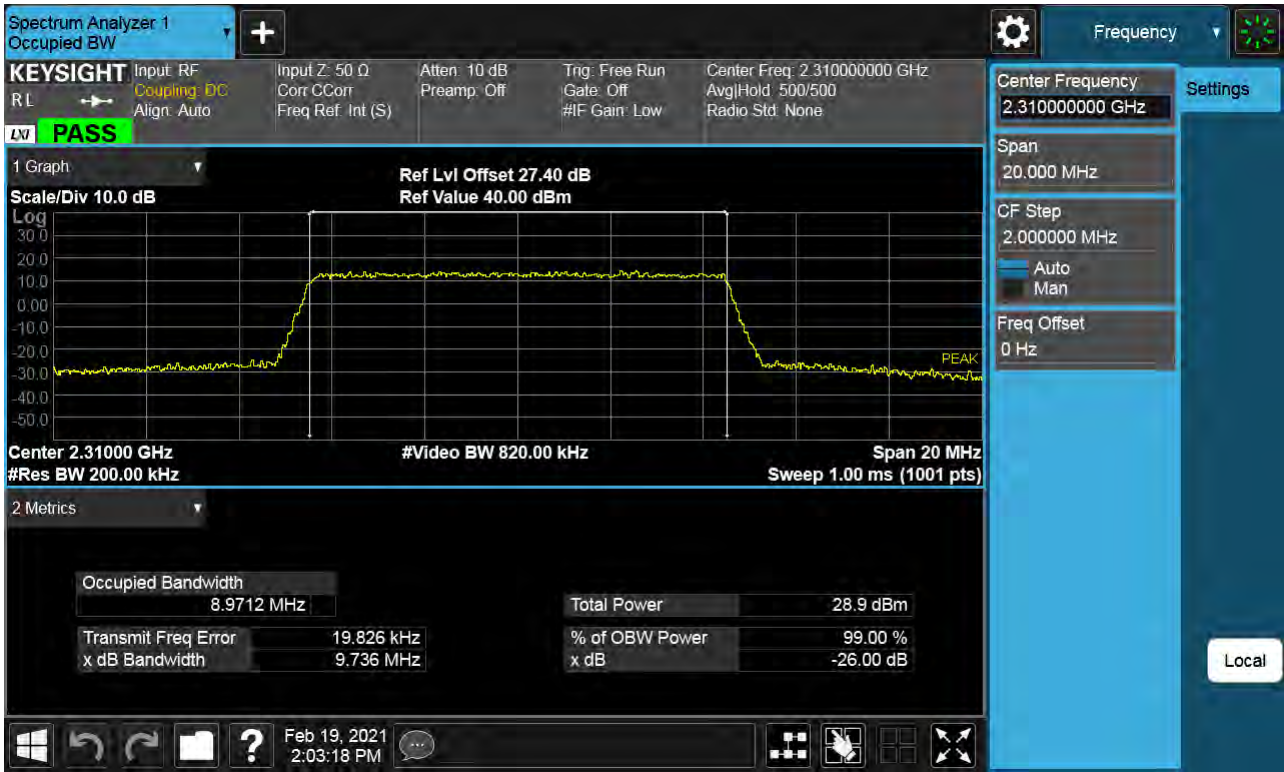 Spectrum Analyzer 1
Occupied BW
+
Frequency
KEYSIGHT
RL
LXI
PASS
Input: RF
Coupling: DC
Align: Auto
Input Z: 50 Ω
Corr CCorr
Freq Ref: Int (S)
Atten: 10 dB
Preamp: Off
Trig: Free Run
Gate: Off
#IF Gain: Low
Center Freq: 2.310000000 GHz
Avg|Hold: 500/500
Radio Std: None
Center Frequency
2.310000000 GHz
Settings
Span
20.000 MHz
CF Step
2.000000 MHz
Auto
Man
Freq Offset
0 Hz
1 Graph
Scale/Div 10.0 dB
Ref Lvl Offset 27.40 dB
Ref Value 40.00 dBm
Log
30.0
20.0
10.0
0.00
-10.0
-20.0
-30.0
-40.0
-50.0
PEAK
Center 2.31000 GHz
#Res BW 200.00 kHz
#Video BW 820.00 kHz
Span 20 MHz
Sweep 1.00 ms (1001 pts)
2 Metrics
Occupied Bandwidth
8.9712 MHz
Total Power 28.9 dBm
Transmit Freq Error 19.826 kHz
% of OBW Power 99.00 %
x dB Bandwidth 9.736 MHz
x dB -26.00 dB
Local
?
Feb 19, 2021
2:03:18 PM